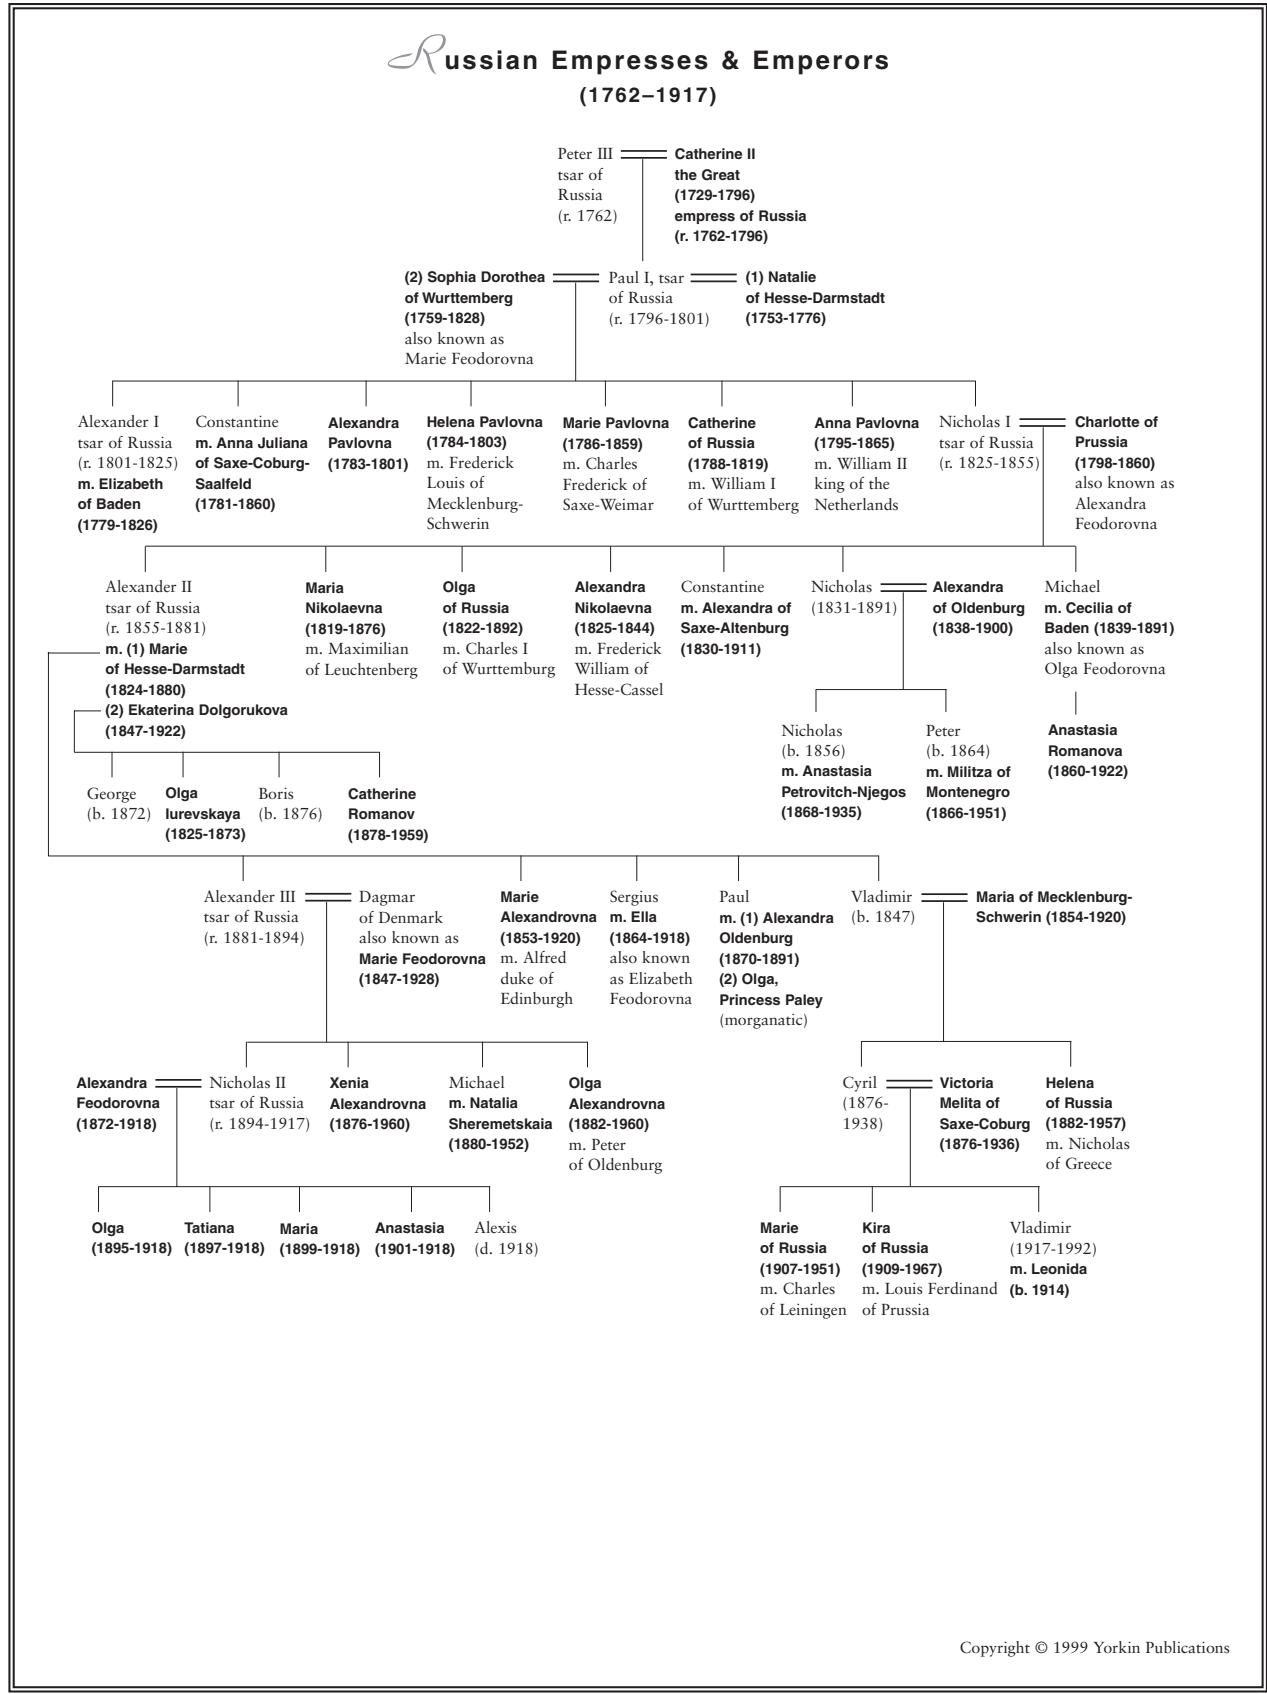 Russian Empresses & Emperors
(1762–1917)
Peter III
tsar of
Russia
(r. 1762)
Catherine II
the Great
(1729-1796)
empress of Russia
(r. 1762-1796)
(2) Sophia Dorothea
of Wurttemberg
(1759-1828)
also known as
Marie Feodorovna
Paul I, tsar
of Russia
(r. 1796-1801)
(1) Natalie
of Hesse-Darmstadt
(1753-1776)
Alexander I
tsar of Russia
(r. 1801-1825)
m. Elizabeth
of Baden
(1779-1826)
Constantine
m. Anna Juliana
of Saxe-Coburg-
Saalfeld
(1781-1860)
Alexandra
Pavlovna
(1783-1801)
Helena Pavlovna
(1784-1803)
m. Frederick
Louis of
Mecklenburg-
Schwerin
Marie Pavlovna
(1786-1859)
m. Charles
Frederick of
Saxe-Weimar
Catherine
of Russia
(1788-1819)
m. William I
of Wurttemberg
Anna Pavlovna
(1795-1865)
m. William II
king of the
Netherlands
Nicholas I
tsar of Russia
(r. 1825-1855)
Charlotte of
Prussia
(1798-1860)
also known as
Alexandra
Feodorovna
Alexander II
tsar of Russia
(r. 1855-1881)
m. (1) Marie
of Hesse-Darmstadt
(1824-1880)
(2) Ekaterina Dolgorukova
(1847-1922)
Maria
Nikolaevna
(1819-1876)
m. Maximilian
of Leuchtenberg
Olga
of Russia
(1822-1892)
m. Charles I
of Wurttemburg
Alexandra
Nikolaevna
(1825-1844)
m. Frederick
William of
Hesse-Cassel
Constantine
m. Alexandra of
Saxe-Altenburg
(1830-1911)
Nicholas
(1831-1891)
Alexandra
of Oldenburg
(1838-1900)
Michael
m. Cecilia of
Baden (1839-1891)
also known as
Olga Feodorovna
Nicholas
(b. 1856)
m. Anastasia
Petrovitch-Njegos
(1868-1935)
Peter
(b. 1864)
m. Militza of
Montenegro
(1866-1951)
Anastasia
Romanova
(1860-1922)
George
(b. 1872)
Olga
Iurevskaya
(1825-1873)
Boris
(b. 1876)
Catherine
Romanov
(1878-1959)
Alexander III
tsar of Russia
(r. 1881-1894)
Dagmar
of Denmark
also known as
Marie Feodorovna
(1847-1928)
Marie
Alexandrovna
(1853-1920)
m. Alfred
duke of
Edinburgh
Sergius
m. Ella
(1864-1918)
also known
as Elizabeth
Feodorovna
Paul
m. (1) Alexandra
Oldenburg
(1870-1891)
(2) Olga,
Princess Paley
(morganatic)
Vladimir
(b. 1847)
Maria of Mecklenburg-
Schwerin (1854-1920)
Alexandra
Feodorovna
(1872-1918)
Nicholas II
tsar of Russia
(r. 1894-1917)
Xenia
Alexandrovna
(1876-1960)
Michael
m. Natalia
Sheremetskaia
(1880-1952)
Olga
Alexandrovna
(1882-1960)
m. Peter
of Oldenburg
Cyril
(1876-
1938)
Victoria
Melita of
Saxe-Coburg
(1876-1936)
Helena
of Russia
(1882-1957)
m. Nicholas
of Greece
Olga
(1895-1918)
Tatiana
(1897-1918)
Maria
(1899-1918)
Anastasia
(1901-1918)
Alexis
(d. 1918)
Marie
of Russia
(1907-1951)
m. Charles
of Leiningen
Kira
of Russia
(1909-1967)
m. Louis Ferdinand
of Prussia
Vladimir
(1917-1992)
m. Leonida
(b. 1914)
Copyright © 1999 Yorkin Publications